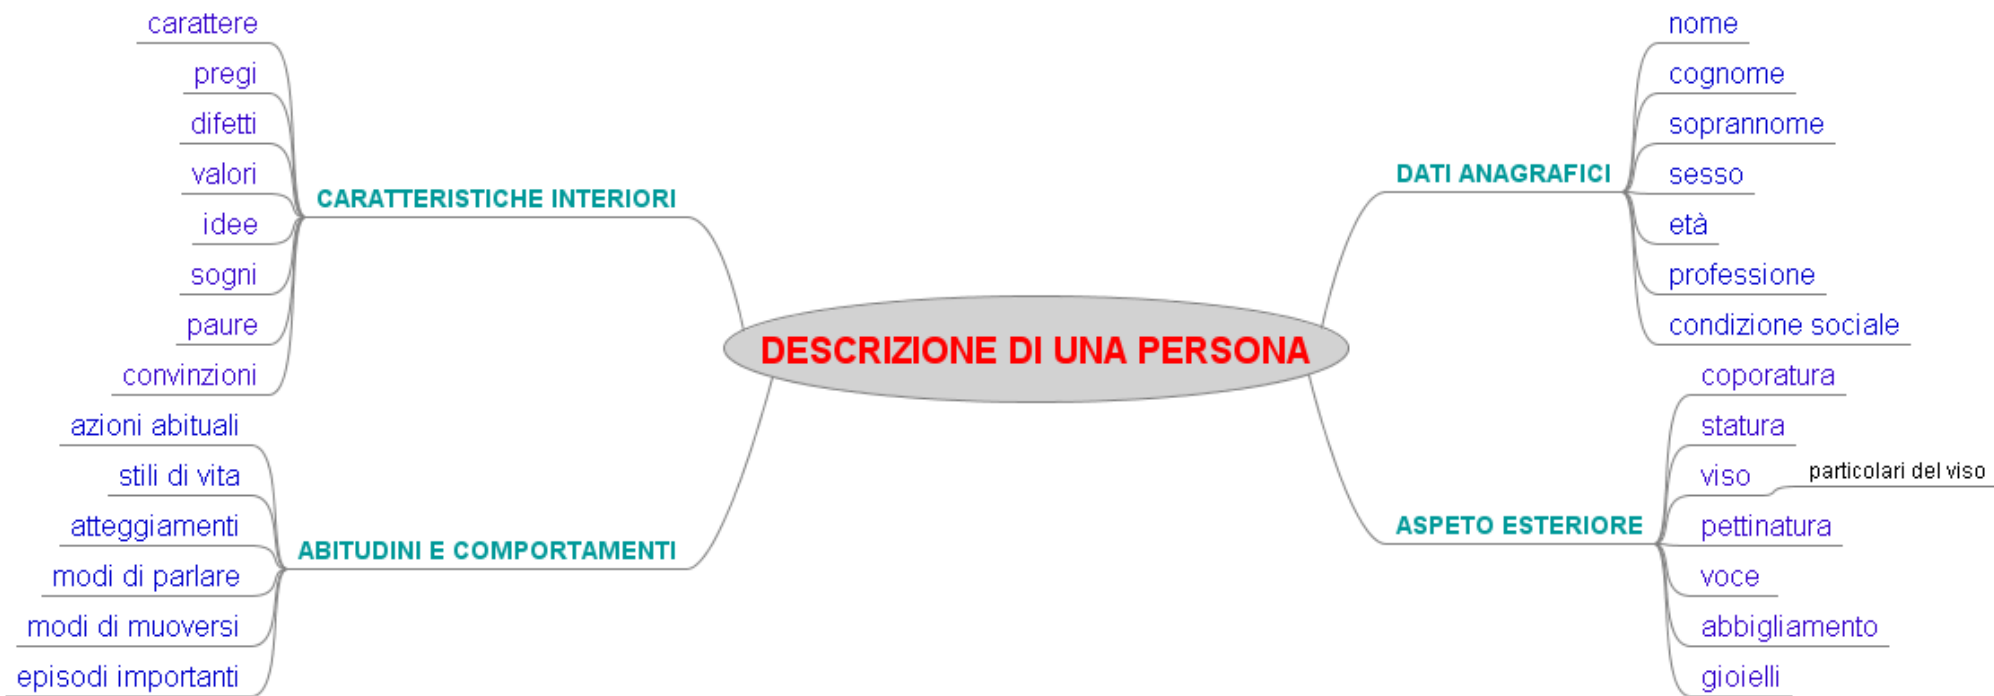 DESCRIZIONE DI UNA PERSONA
DATI ANAGRAFICI
nome
cognome
soprannome
sesso
età
professione
condizione sociale
ASPETO ESTERIORE
coporatura
statura
viso
particolari del viso
pettinatura
voce
abbigliamento
gioielli
CARATTERISTICHE INTERIORI
carattere
pregi
difetti
valori
idee
sogni
paure
convinzioni
ABITUDINI E COMPORTAMENTI
azioni abituali
stili di vita
atteggiamenti
modi di parlare
modi di muoversi
episodi importanti